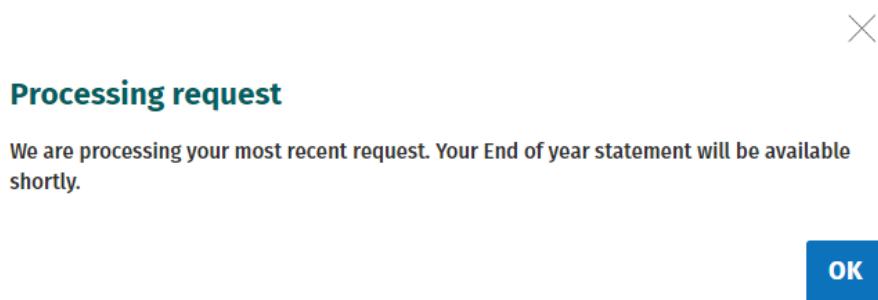 Processing request
We are processing your most recent request. Your End of year statement will be available
shortly.
OK